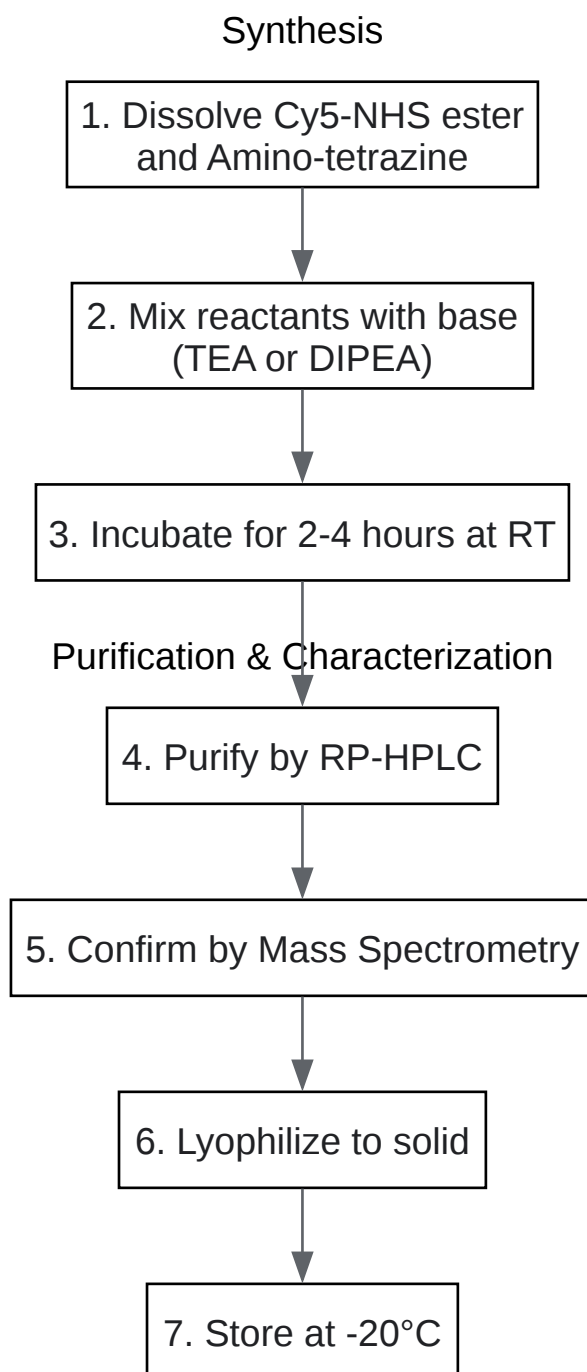 Synthesis
1. Dissolve Cy5-NHS ester
and Amino-tetrazine
2. Mix reactants with base
(TEA or DIPEA)
3. Incubate for 2-4 hours at RT
Purification & Characterization
4. Purify by RP-HPLC
5. Confirm by Mass Spectrometry
6. Lyophilize to solid
7. Store at -20°C